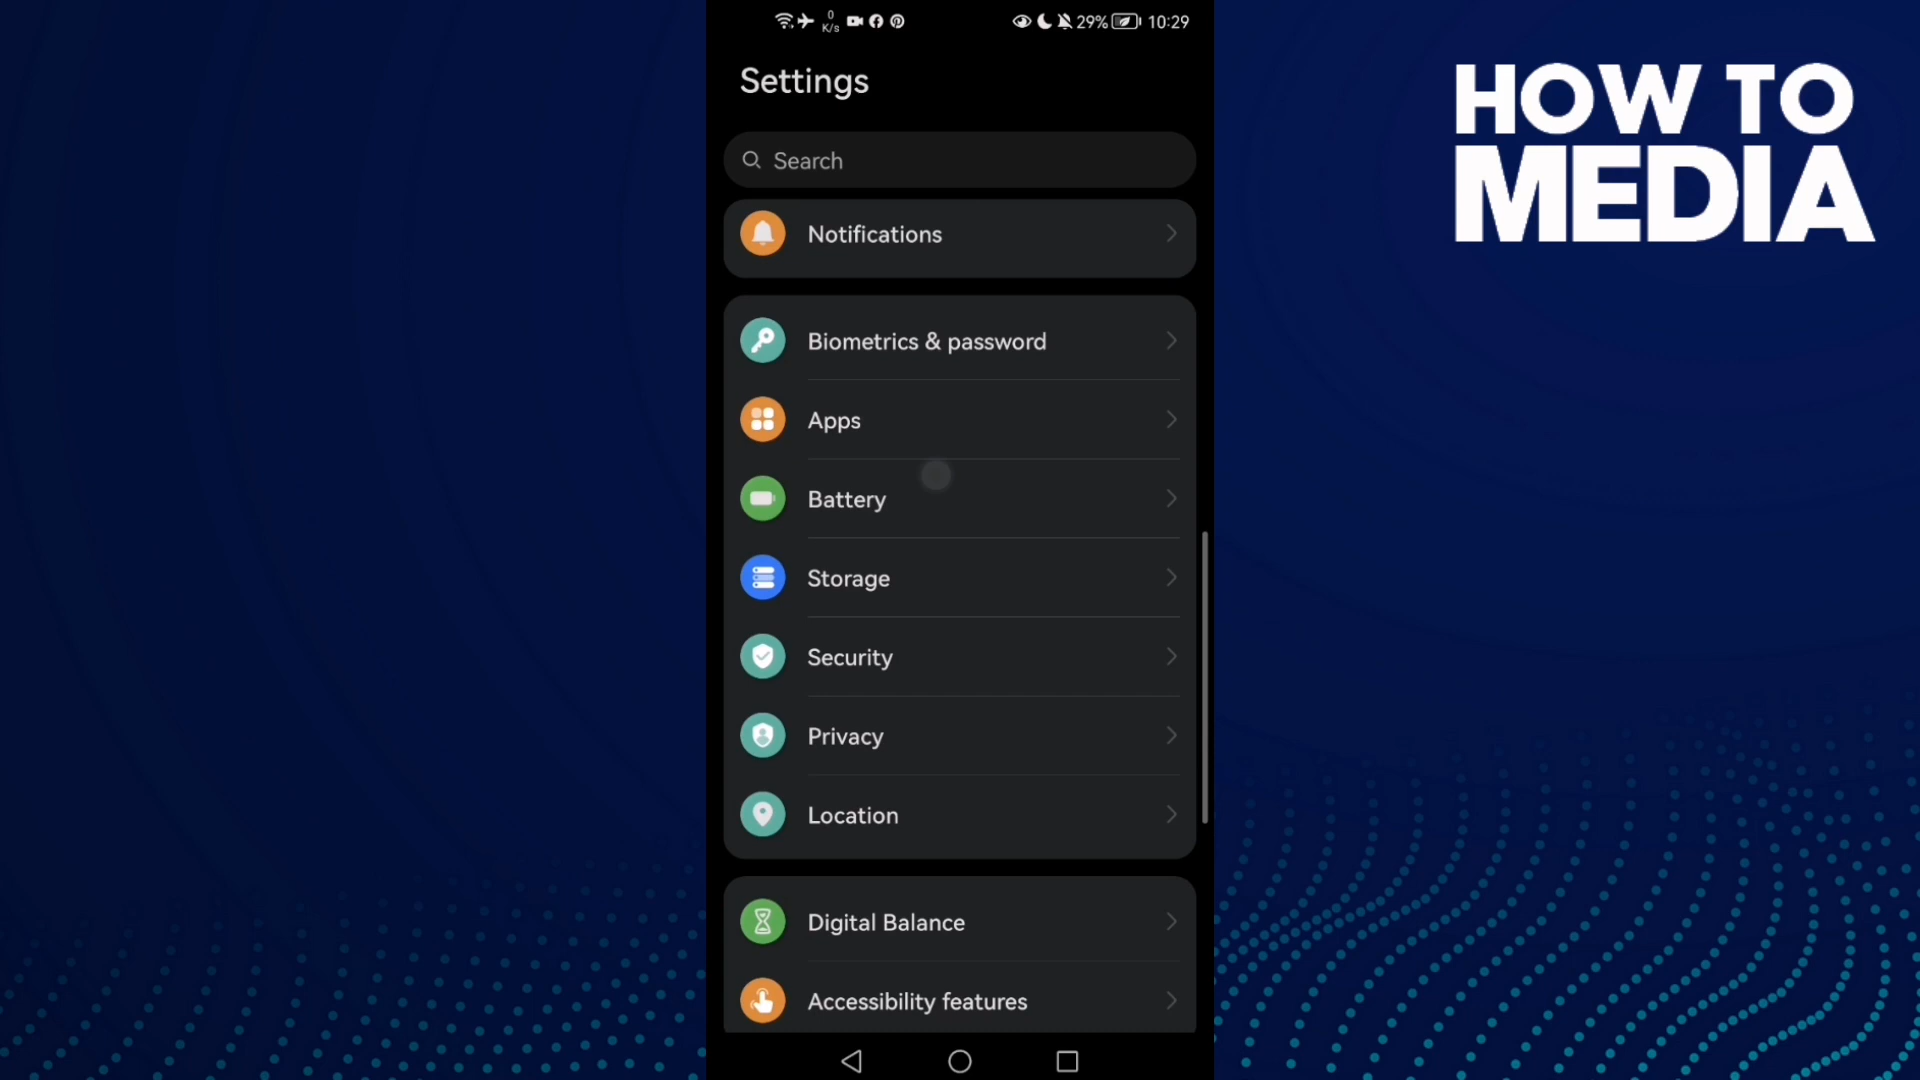 0
K/s
29%
10:29
Settings
HOW TO
MEDIA
Search
Notifications
Biometrics & password
Apps
Battery
Storage
Security
Privacy
Location
Digital Balance
Accessibility features